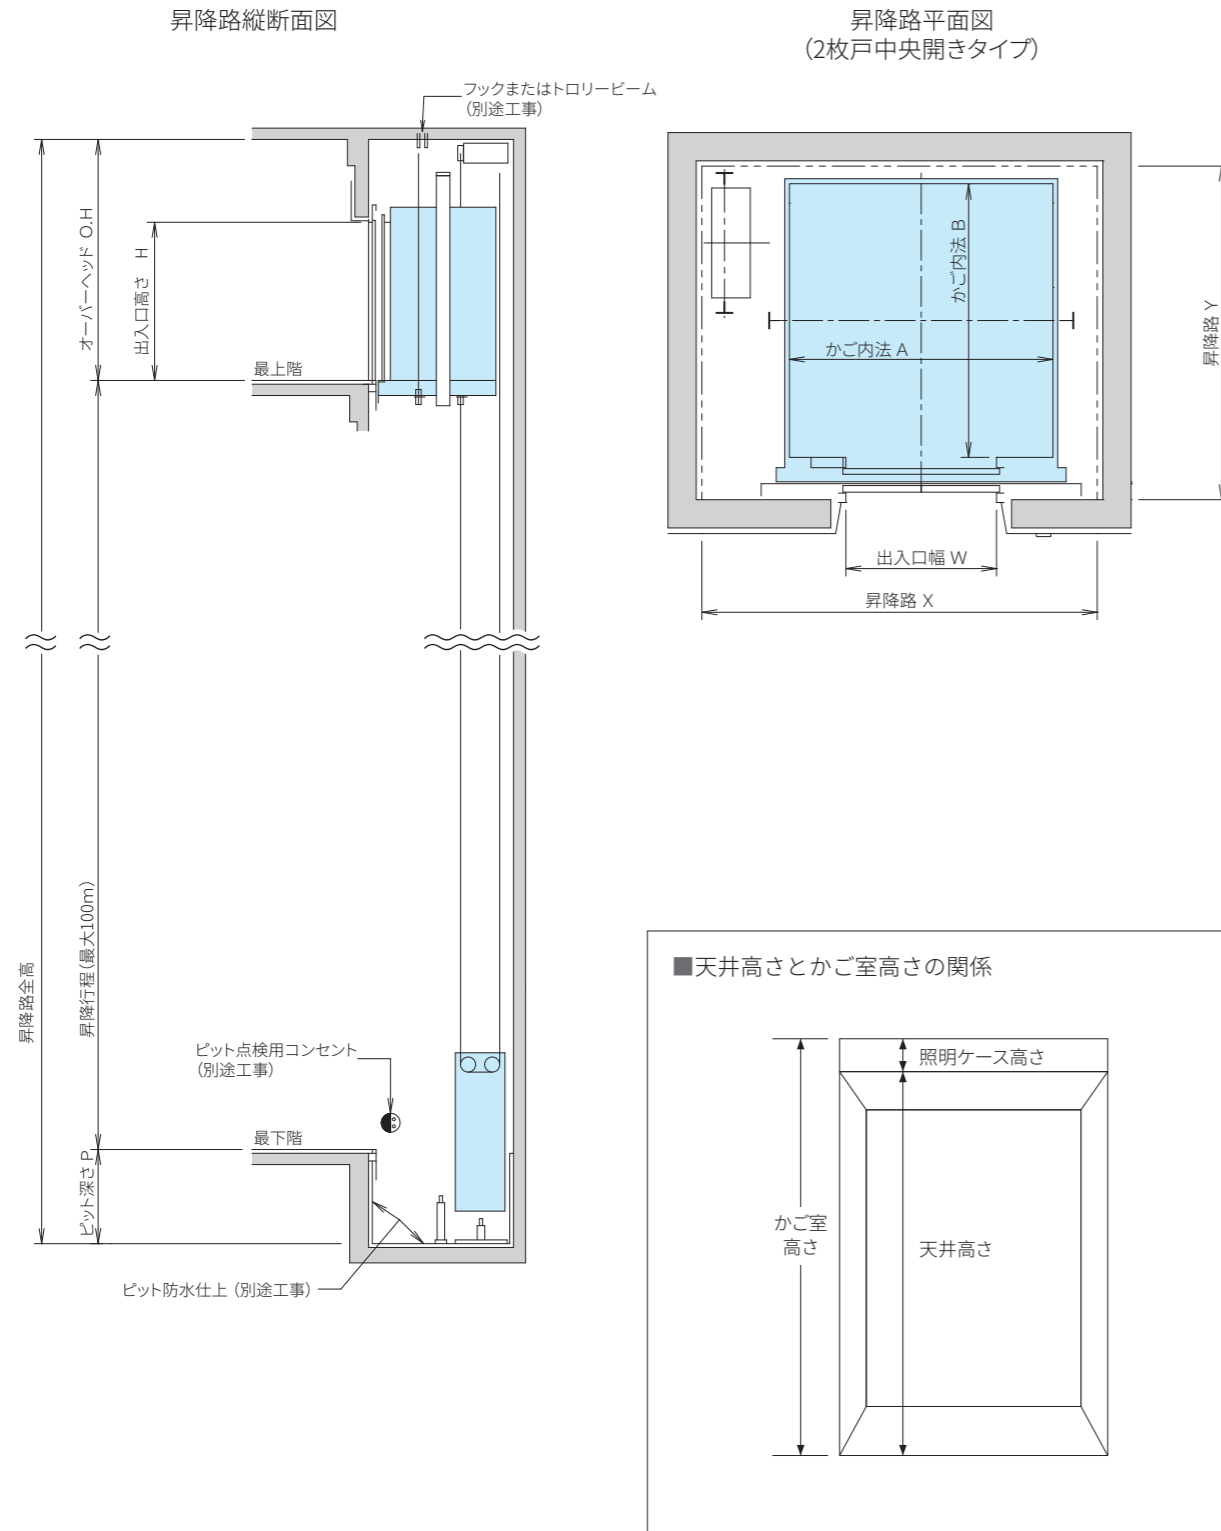 昇降路縦断面図
フックまたはトロリービーム
(別途工事)
オーバーヘッド O.H
出入口高さ H
最上階
昇降路全高
昇降行程(最大100m)
ピット点検用コンセント
(別途工事)
最下階
ピット深さ P
ピット防水仕上 (別途工事)
昇降路平面図
(2枚戸中央開きタイプ)
かご内法 B
かご内法 A
昇降路 Y
出入口幅 W
昇降路 X
■天井高さとかご室高さの関係
照明ケース高さ
かご室
高さ
天井高さ